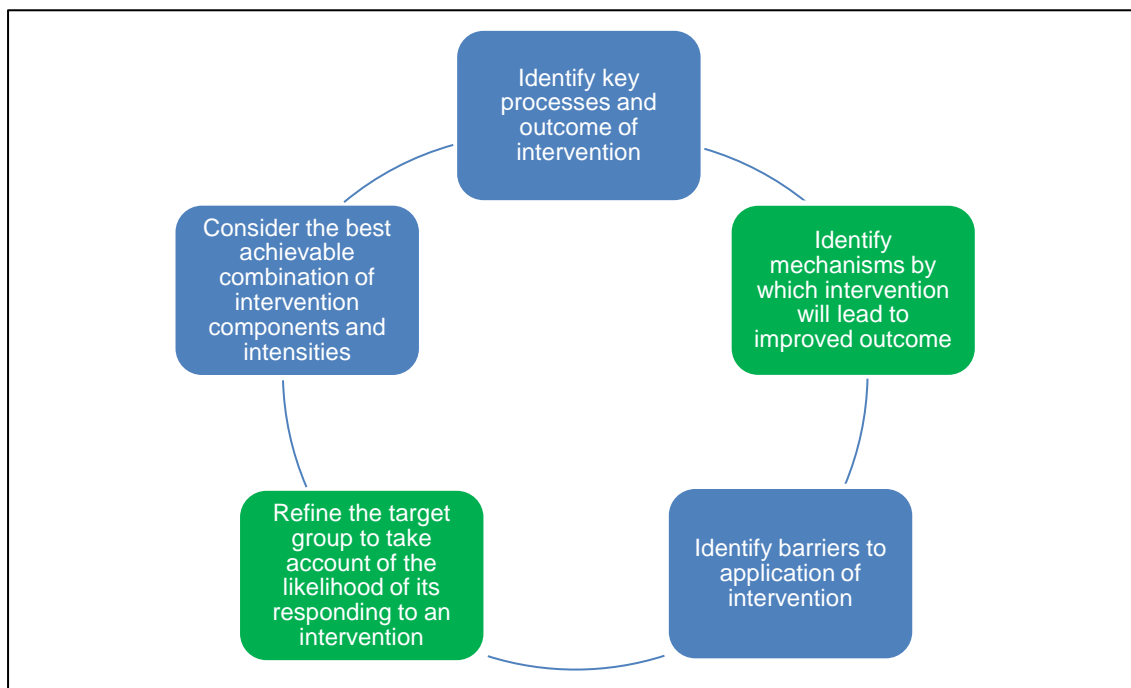 Identify key
processes and
outcome of
intervention
Identify
mechanisms by
which intervention
will lead to
improved outcome
Identify barriers to
application of
intervention
Refine the target
group to take
account of the
likelihood of its
responding to an
intervention
Consider the best
achievable
combination of
intervention
components and
intensities